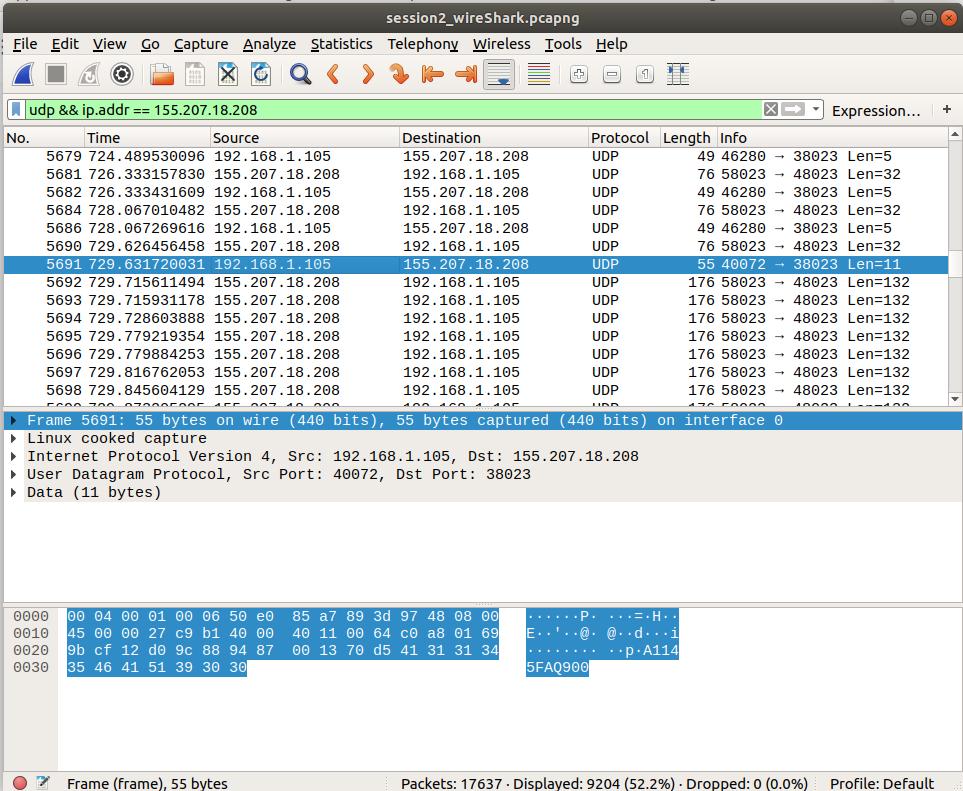 session2_wireShark.pcapng
File Edit View Go Capture Analyze Statistics Telephony Wireless Tools Help
udp && ip.addr == 155.207.18.208 Expression… +
No. Time Source Destination Protocol Length Info
5679 724.489530096 192.168.1.105 155.207.18.208 UDP 49 46280 → 38023 Len=5
5681 726.333157830 155.207.18.208 192.168.1.105 UDP 76 58023 → 48023 Len=32
5682 726.333431609 192.168.1.105 155.207.18.208 UDP 49 46280 → 38023 Len=5
5684 728.067010482 155.207.18.208 192.168.1.105 UDP 76 58023 → 48023 Len=32
5686 728.067269616 192.168.1.105 155.207.18.208 UDP 49 46280 → 38023 Len=5
5690 729.626456458 155.207.18.208 192.168.1.105 UDP 76 58023 → 48023 Len=32
5691 729.631720031 192.168.1.105 155.207.18.208 UDP 55 40072 → 38023 Len=11
5692 729.715611494 155.207.18.208 192.168.1.105 UDP 176 58023 → 48023 Len=132
5693 729.715931178 155.207.18.208 192.168.1.105 UDP 176 58023 → 48023 Len=132
5694 729.728603888 155.207.18.208 192.168.1.105 UDP 176 58023 → 48023 Len=132
5695 729.779219354 155.207.18.208 192.168.1.105 UDP 176 58023 → 48023 Len=132
5696 729.779884253 155.207.18.208 192.168.1.105 UDP 176 58023 → 48023 Len=132
5697 729.816762053 155.207.18.208 192.168.1.105 UDP 176 58023 → 48023 Len=132
5698 729.845604129 155.207.18.208 192.168.1.105 UDP 176 58023 → 48023 Len=132
Frame 5691: 55 bytes on wire (440 bits), 55 bytes captured (440 bits) on interface 0
Linux cooked capture
Internet Protocol Version 4, Src: 192.168.1.105, Dst: 155.207.18.208
User Datagram Protocol, Src Port: 40072, Dst Port: 38023
Data (11 bytes)
0000 00 04 00 01 00 06 50 e0 85 a7 89 3d 97 48 08 00 ······P· ···=·H··
0010 45 00 00 27 c9 b1 40 00 40 11 00 64 c0 a8 01 69 E··'··@· @··d···i
0020 9b cf 12 d0 9c 88 94 87 00 13 70 d5 41 31 31 34 ········ ··p·A114
0030 35 46 41 51 39 30 30 5FAQ900
Frame (frame), 55 bytes Packets: 17637 · Displayed: 9204 (52.2%) · Dropped: 0 (0.0%) Profile: Default